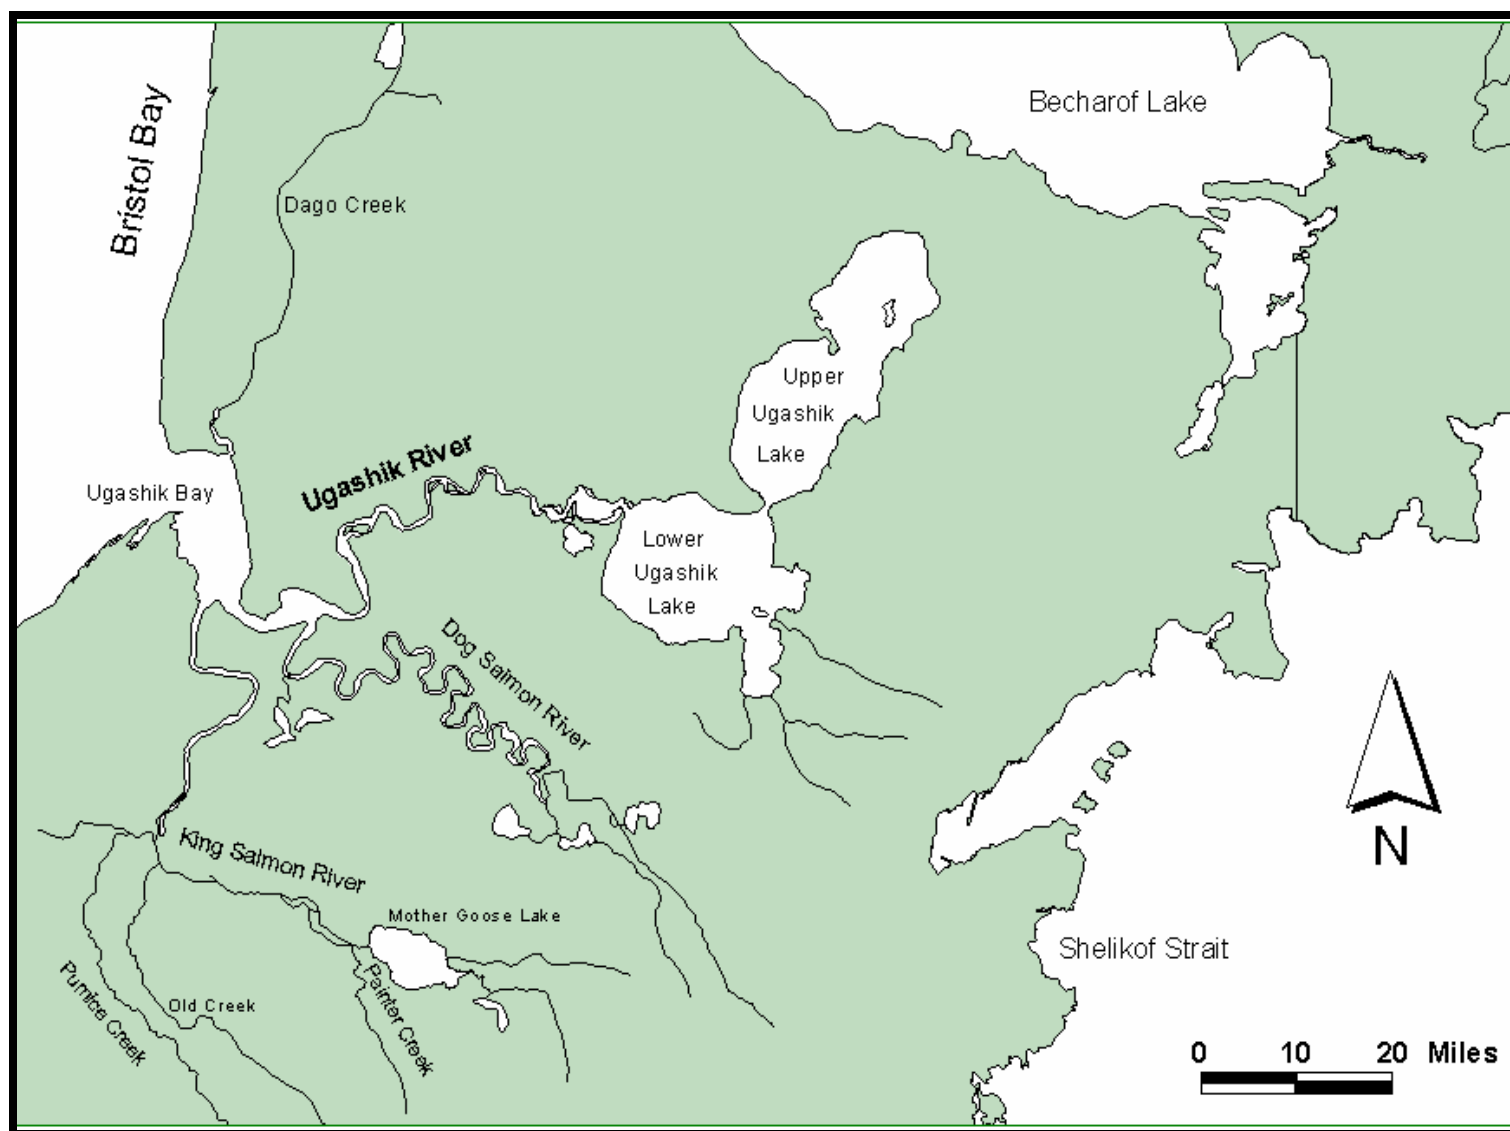 Becharof Lake
Bristol Bay
Dago Creek
Upper
Ugashik
Lake
Ugashik River
Ugashik Bay
Lower
Ugashik
Lake
Dog Salmon River
N
King Salmon River
Mother Goose Lake
Shelikof Strait
Pumice Creek
Old Creek
Painter Creek
0 10 20 Miles